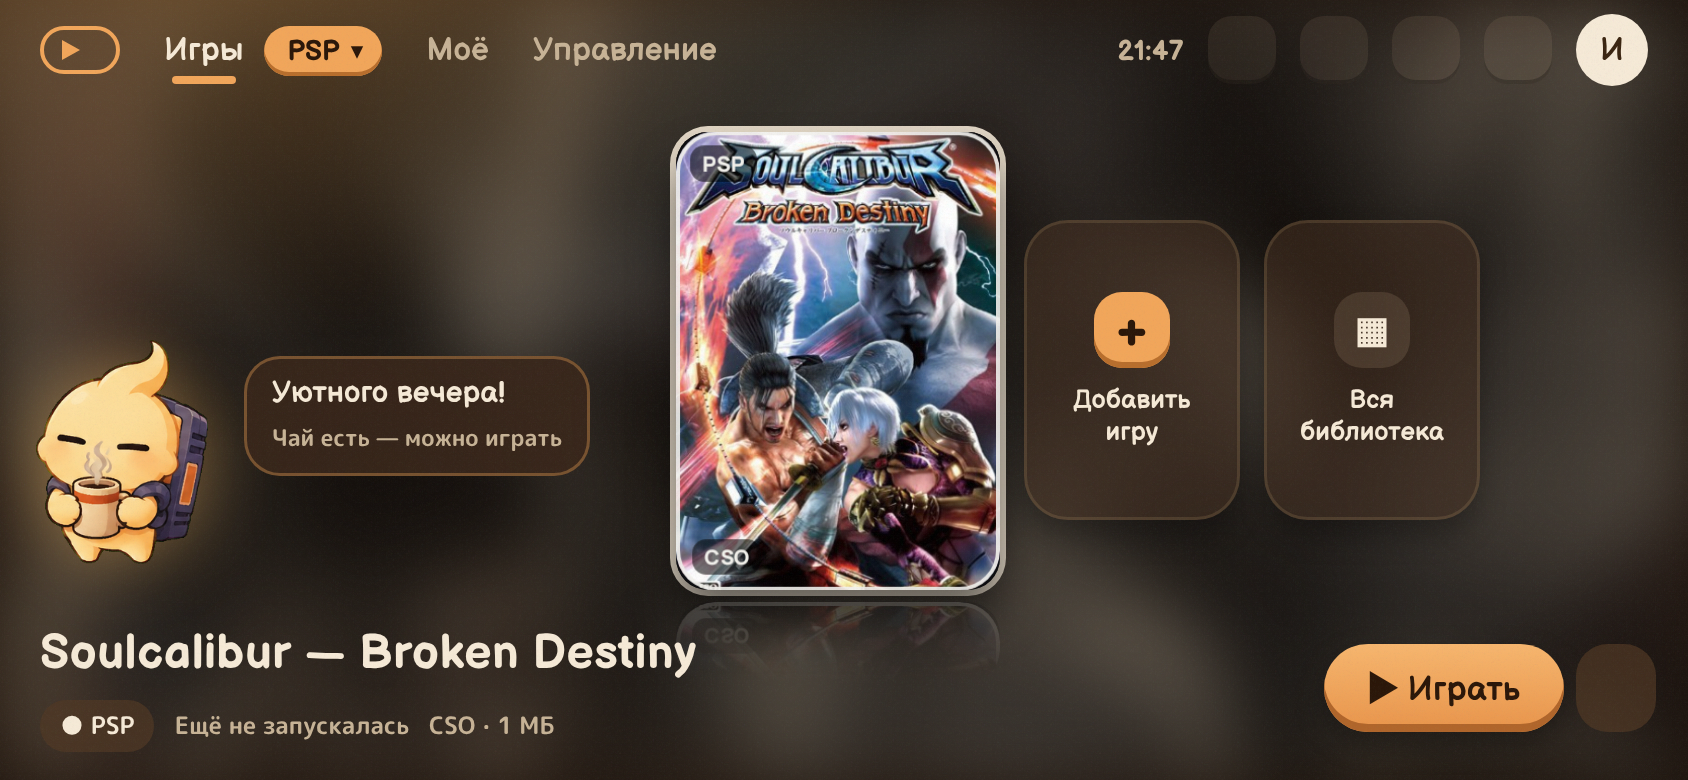 Игры
PSP ▾
Моё
Управление
21:47
И
PSP
SOULCALIBUR
Broken Destiny
CSO
Добавить
игру
Вся
библиотека
Уютного вечера!
Чай есть — можно играть
CSO
Soulcalibur — Broken Destiny
PSP
Ещё не запускалась CSO · 1 МБ
Играть